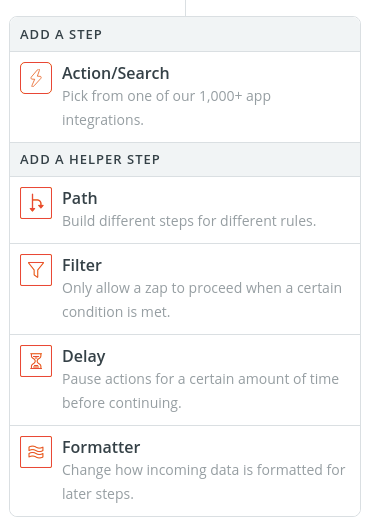 ADD A STEP
Action/Search
Pick from one of our 1,000+ app
integrations.
ADD A HELPER STEP
Path
Build different steps for different rules.
Filter
Only allow a zap to proceed when a certain
condition is met.
Delay
Pause actions for a certain amount of time
before continuing.
Formatter
Change how incoming data is formatted for
later steps.